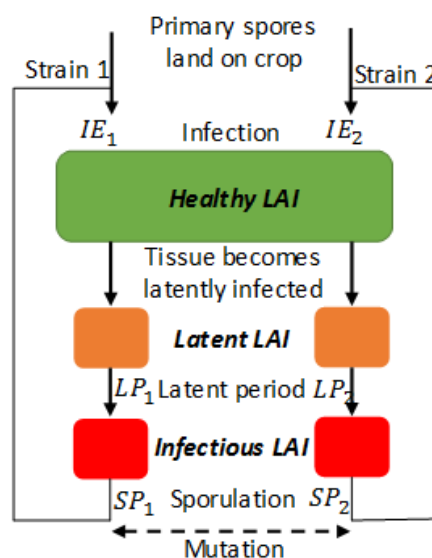 Primary spores
land on crop
Strain 1
Strain 2
IE₁ Infection IE₂
Healthy LAI
Tissue becomes
latently infected
Latent LAI
LP₁ Latent period LP₂
Infectious LAI
SP₁ Sporulation SP₂
Mutation